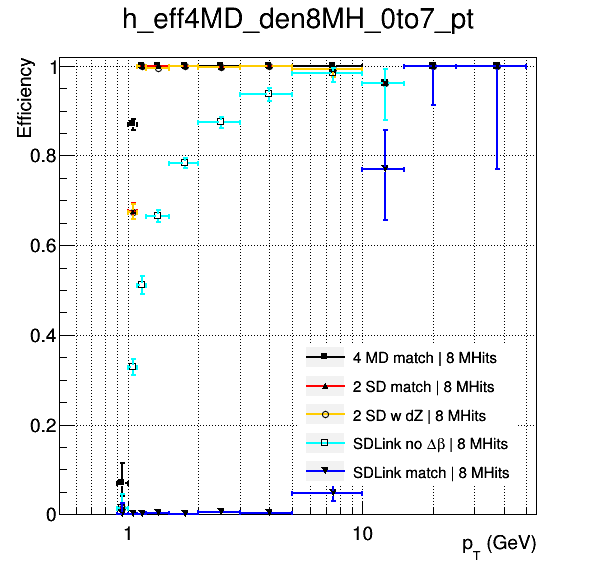 h_eff4MD_den8MH_0to7_pt
Efficiency
1
0.8
0.6
0.4
0.2
0
4 MD match | 8 MHits
2 SD match | 8 MHits
2 SD w dZ | 8 MHits
SDLink no Δβ | 8 MHits
SDLink match | 8 MHits
1
10
p_T (GeV)